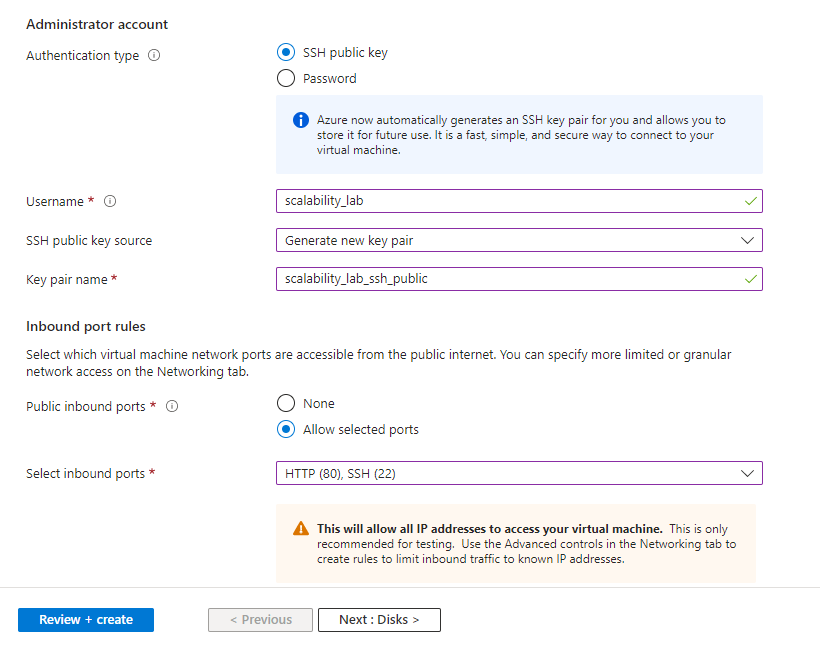 Administrator account
Authentication type
SSH public key
Password
Azure now automatically generates an SSH key pair for you and allows you to
store it for future use. It is a fast, simple, and secure way to connect to your
virtual machine.
Username *
scalability_lab
SSH public key source
Generate new key pair
Key pair name *
scalability_lab_ssh_public
Inbound port rules
Select which virtual machine network ports are accessible from the public internet. You can specify more limited or granular
network access on the Networking tab.
Public inbound ports *
None
Allow selected ports
Select inbound ports *
HTTP (80), SSH (22)
This will allow all IP addresses to access your virtual machine. This is only
recommended for testing. Use the Advanced controls in the Networking tab to
create rules to limit inbound traffic to known IP addresses.
Review + create
< Previous
Next : Disks >